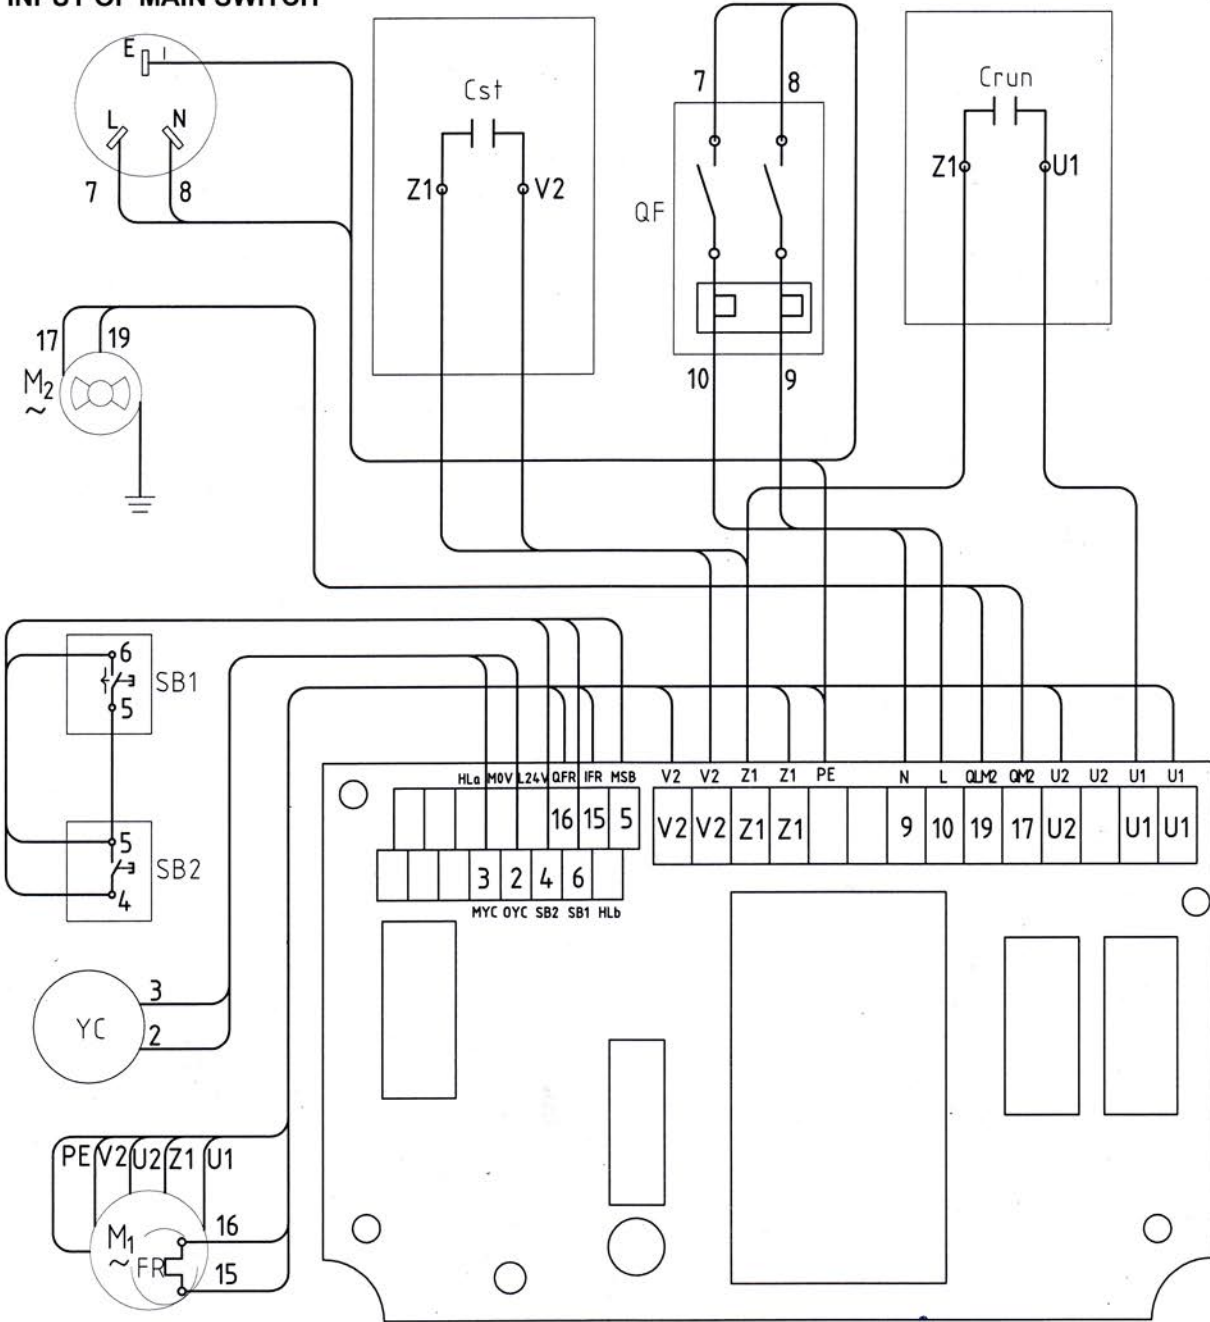 INPUT OF MAIN SWITCH
E
L N
7 8
Cst
Z1 V2
7 8
QF
10 9
Crun
Z1 U1
17 19
M2
~
6
SB1
5
5
SB2
4
YC
3
2
PE V2 U2 Z1 U1
M1
~
FR
16
15
HLa M0V L24V QFR IFR MSB
16 15 5
3 2 4 6
MYC OYC SB2 SB1 HLb
V2 V2 Z1 Z1 PE N L QLM2 QM2 U2 U2 U1 U1
V2 V2 Z1 Z1 9 10 19 17 U2 U1 U1